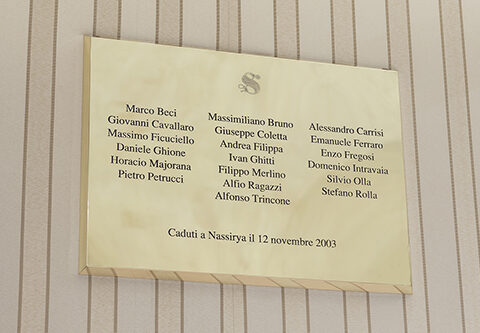 S
Marco Beci
Giovanni Cavallaro
Massimo Ficuciello
Daniele Ghione
Horacio Majorana
Pietro Petrucci
Massimiliano Bruno
Giuseppe Coletta
Andrea Filippa
Ivan Ghitti
Filippo Merlino
Alfio Ragazzi
Alfonso Trincone
Alessandro Carrisi
Emanuele Ferraro
Enzo Fregosi
Domenico Intravaia
Silvio Olla
Stefano Rolla
Caduti a Nassirya il 12 novembre 2003